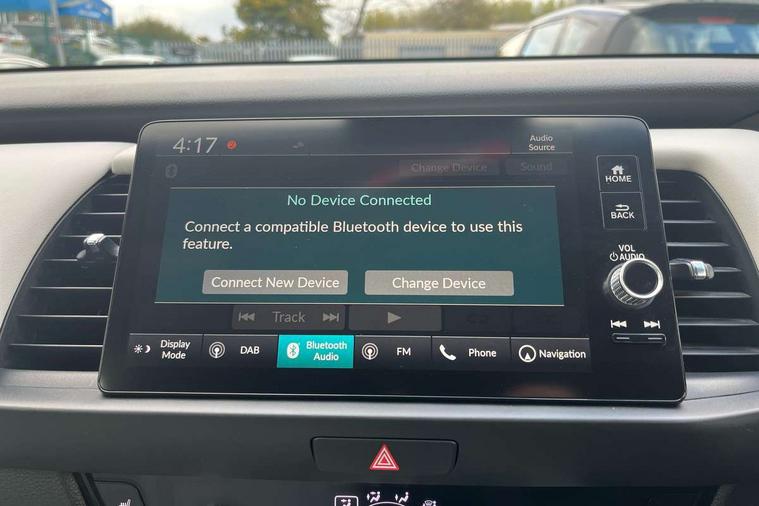 4:17
2
Audio
Source
Change Device
Sound
HOME
BACK
VOL
AUDIO
No Device Connected
Connect a compatible Bluetooth device to use this
feature.
Connect New Device
Change Device
Track
Display
Mode
DAB
Bluetooth
Audio
FM
Phone
Navigation